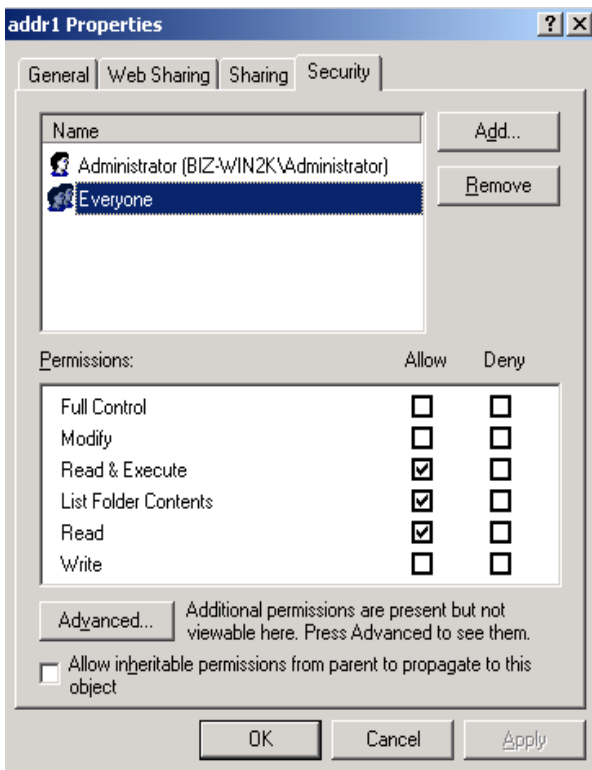 addr1 Properties
General Web Sharing Sharing Security
Name
Administrator (BIZ-WIN2K\Administrator)
Everyone
Add...
Remove
Permissions: Allow Deny
Full Control
Modify
Read & Execute
List Folder Contents
Read
Write
Advanced...
Additional permissions are present but not
viewable here. Press Advanced to see them.
Allow inheritable permissions from parent to propagate to this
object
OK Cancel Apply